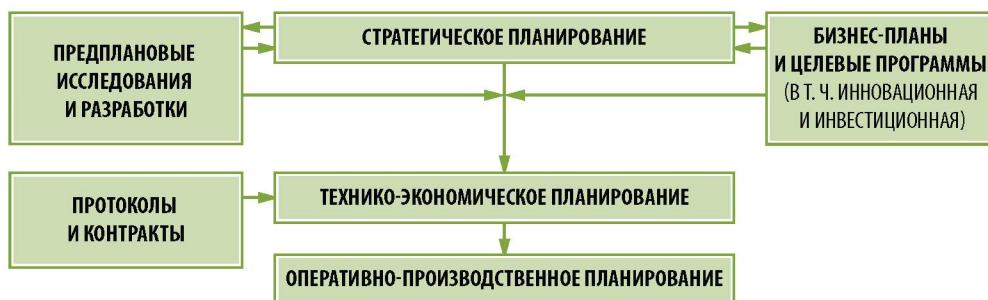 ПРЕДПЛАНОВЫЕ
ИССЛЕДОВАНИЯ
И РАЗРАБОТКИ
СТРАТЕГИЧЕСКОЕ ПЛАНИРОВАНИЕ
БИЗНЕС-ПЛАНЫ
И ЦЕЛЕВЫЕ ПРОГРАММЫ
(В Т. Ч. ИННОВАЦИОННАЯ
И ИНВЕСТИЦИОННАЯ)
ПРОТОКОЛЫ
И КОНТРАКТЫ
ТЕХНИКО-ЭКОНОМИЧЕСКОЕ ПЛАНИРОВАНИЕ
ОПЕРАТИВНО-ПРОИЗВОДСТВЕННОЕ ПЛАНИРОВАНИЕ